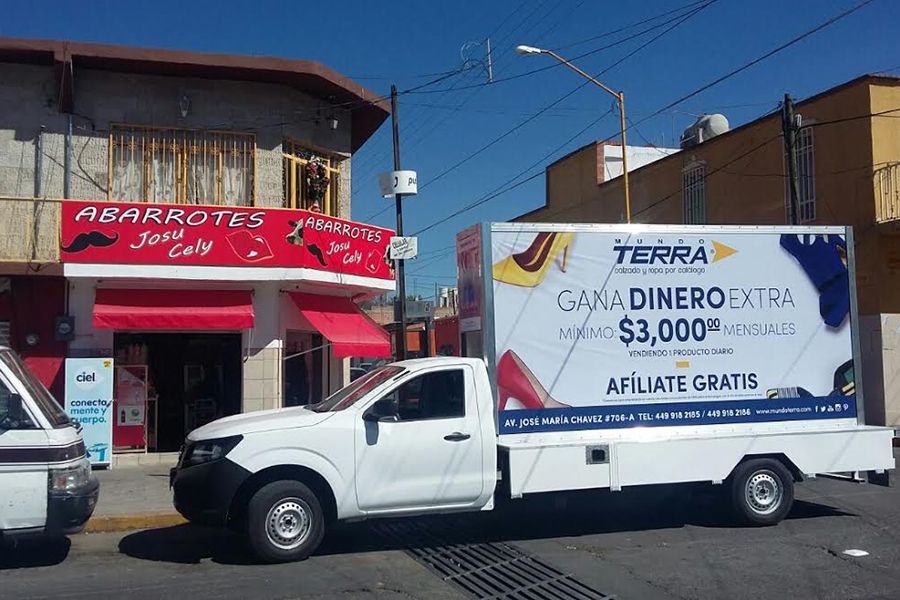 ABARROTES
Josu
Cely
ABARROTES
Josu
Cely
ciel
conecta
mente y
cuerpo.
CELULAR
pu
MUNDO
TERRA
calzado y ropa por catálogo
GANA DINERO EXTRA
MÍNIMO: $3,000.00 MENSUALES
VENDIENDO 1 PRODUCTO DIARIO
AFÍLIATE GRATIS
AV. JOSÉ MARÍA CHAVEZ #706-A TEL: 449 918 2185 / 449 918 2186 www.mundoterra.com